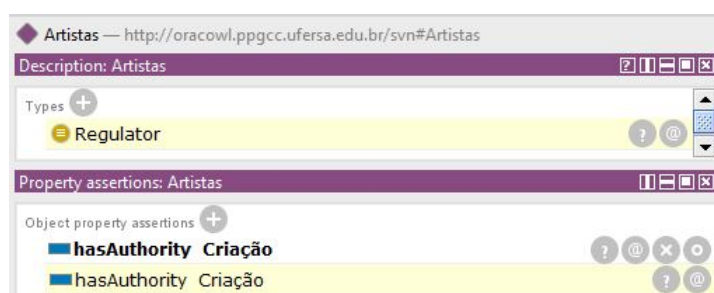 Artistas — http://oracowl.ppgcc.ufersa.edu.br/svn#Artistas
Description: Artistas
Types
Regulator
Property assertions: Artistas
Object property assertions
hasAuthority Criação
hasAuthority Criação